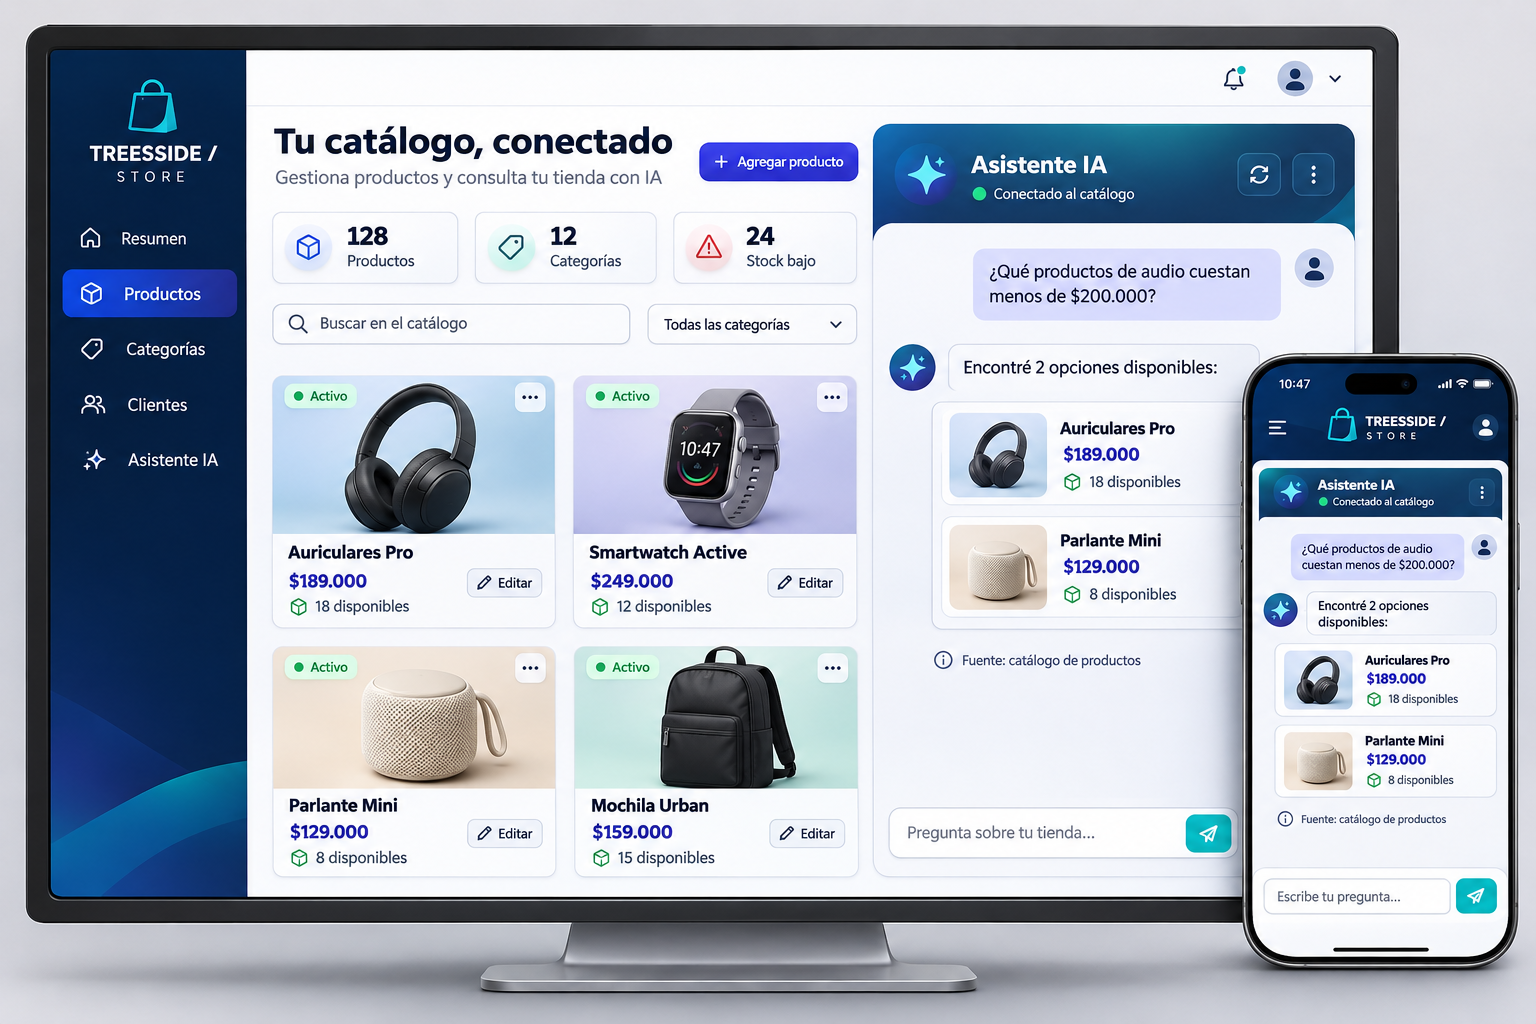 TREESSIDE /
STORE
Resumen
Productos
Categorías
Clientes
Asistente IA
Tu catálogo, conectado
Gestiona productos y consulta tu tienda con IA
+ Agregar producto
128
Productos
12
Categorías
24
Stock bajo
Buscar en el catálogo
Todas las categorías
Activo
Auriculares Pro
$189.000
18 disponibles
Editar
Activo
10:47
Smartwatch Active
$249.000
12 disponibles
Editar
Activo
Parlante Mini
$129.000
8 disponibles
Editar
Activo
Mochila Urban
$159.000
15 disponibles
Editar
Asistente IA
Conectado al catálogo
¿Qué productos de audio cuestan
menos de $200.000?
Encontré 2 opciones disponibles:
Auriculares Pro
$189.000
18 disponibles
Parlante Mini
$129.000
8 disponibles
Fuente: catálogo de productos
Pregunta sobre tu tienda...
10:47
TREESSIDE /
STORE
Asistente IA
Conectado al catálogo
¿Qué productos de audio
cuestan menos de $200.000?
Encontré 2 opciones
disponibles:
Auriculares Pro
$189.000
18 disponibles
Parlante Mini
$129.000
8 disponibles
Fuente: catálogo de productos
Escribe tu pregunta...